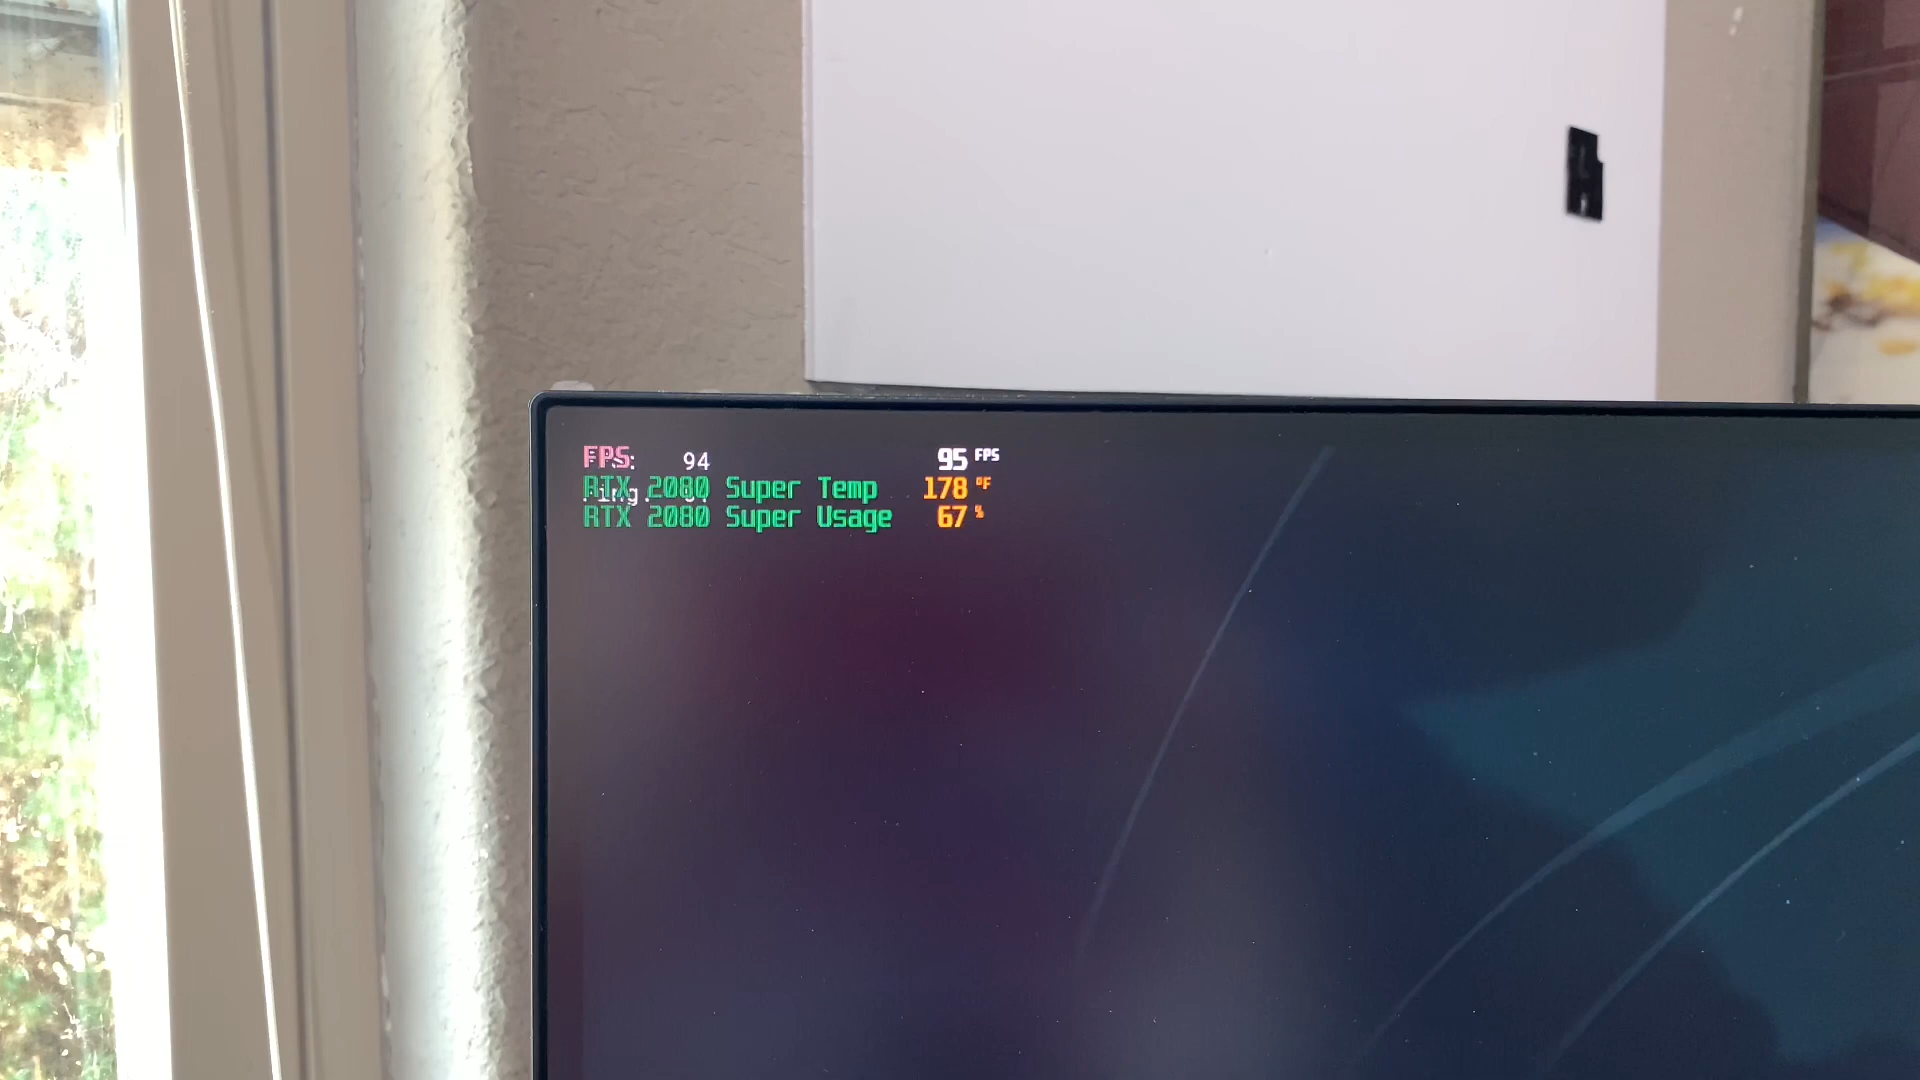 FPS: 94 95 FPS
RTX 2080 Super Temp 178 °F
RTX 2080 Super Usage 67 %